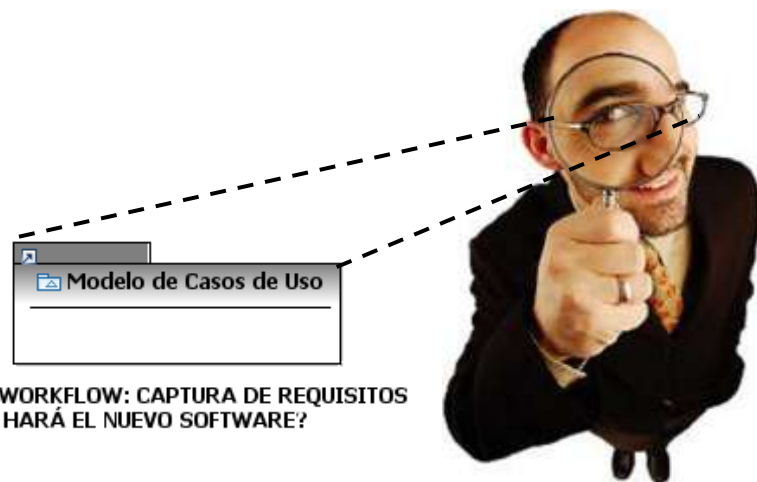 Modelo de Casos de Uso
WORKFLOW: CAPTURA DE REQUISITOS
HARÁ EL NUEVO SOFTWARE?